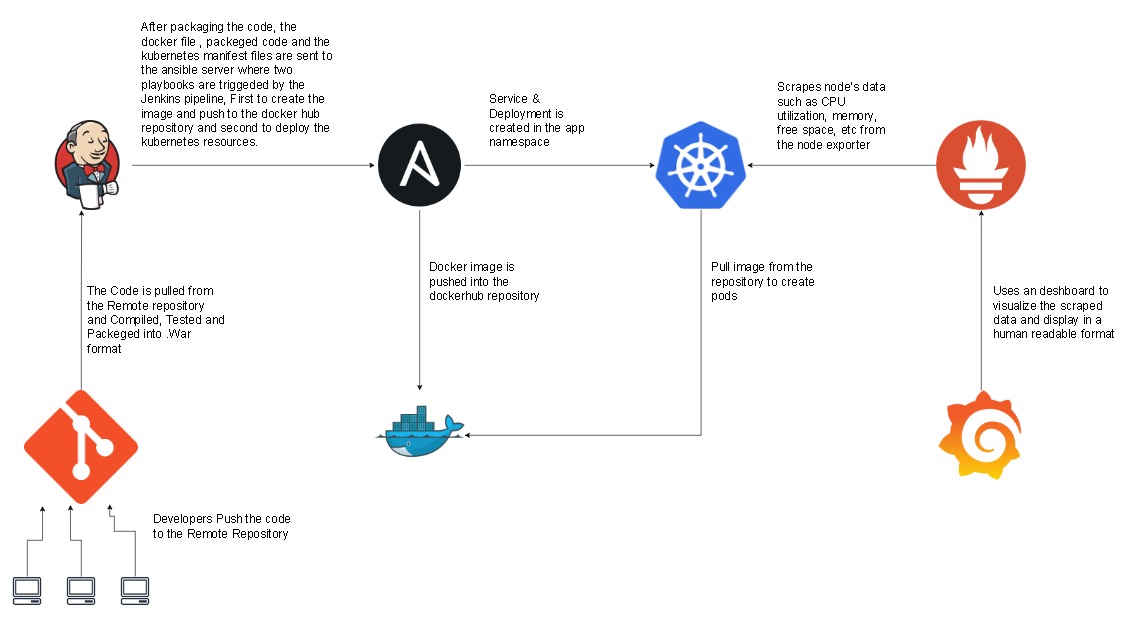 After packaging the code, the
docker file , packeged code and the
kubernetes manifest files are sent to
the ansible server where two
playbooks are triggeded by the
Jenkins pipeline, First to create the
image and push to the docker hub
repository and second to deploy the
kubernetes resources.
Service &
Deployment is
created in the app
namespace
Scrapes node's data
such as CPU
utilization, memory,
free space, etc from
the node exporter
The Code is pulled from
the Remote repository
and Compiled, Tested and
Packeged into .War
format
Docker image is
pushed into the
dockerhub repository
Pull image from the
repository to create
pods
Uses an deshboard to
visualize the scraped
data and display in a
human readable format
Developers Push the code
to the Remote Repository